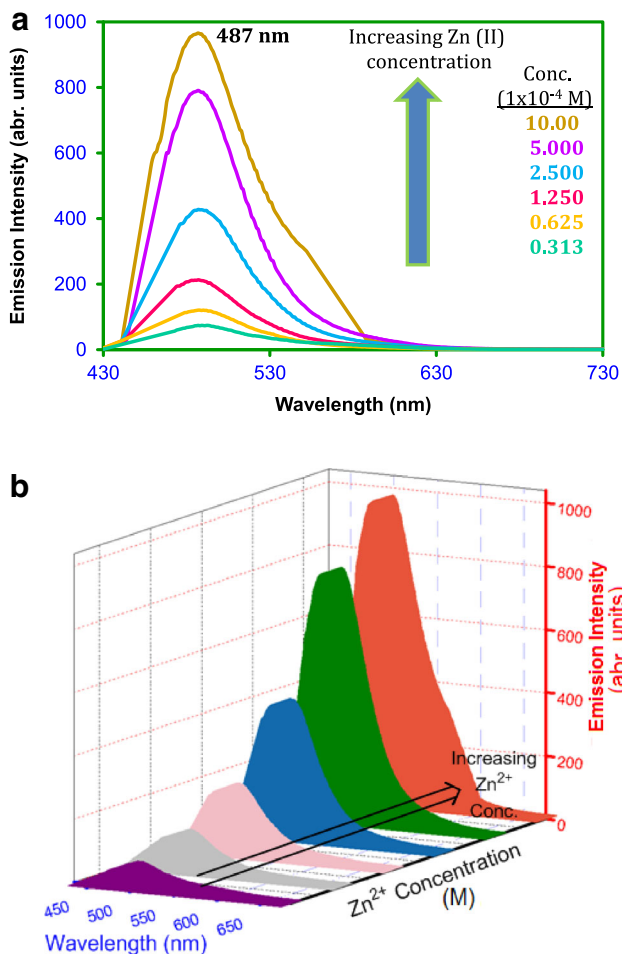 a
487 nm
Increasing Zn (II)
concentration
Conc.
(1x10-4 M)
10.00
5.000
2.500
1.250
0.625
0.313
Emission Intensity (abr. units)
1000
800
600
400
200
0
430
530
630
730
Wavelength (nm)
b
1000
800
600
400
200
0
Emission Intensity
(abr. units)
Increasing
Zn2+
Conc.
Zn2+ Concentration
(M)
450
500
550
600
650
Wavelength (nm)